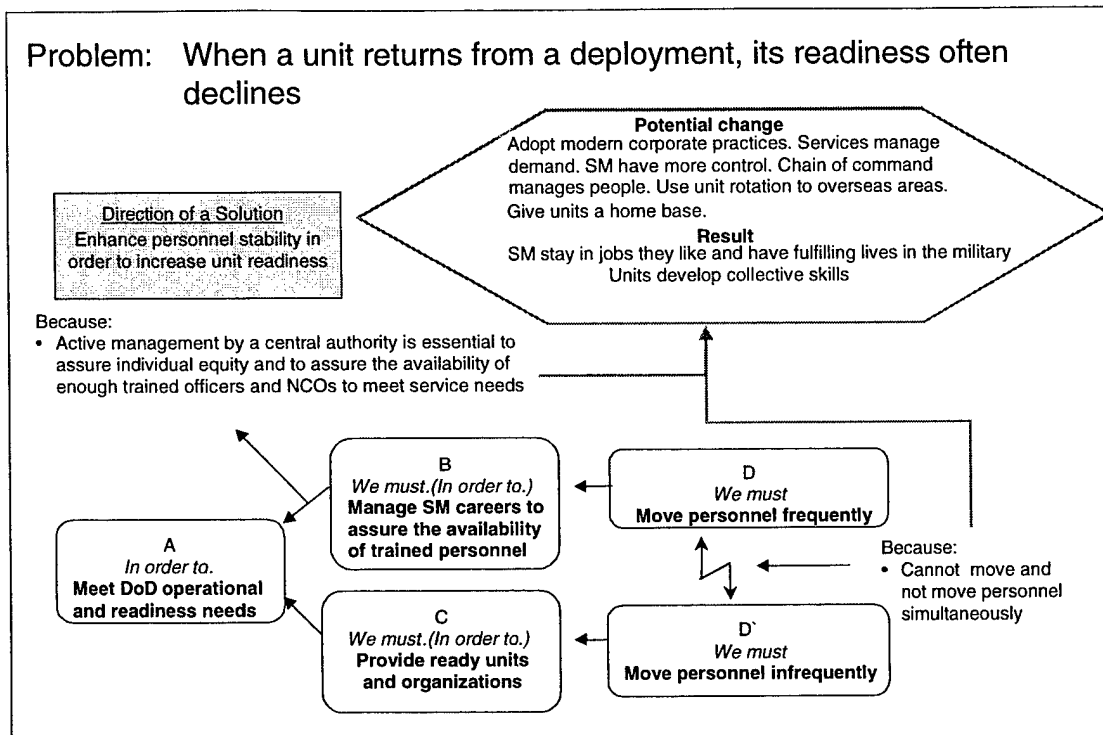 Problem: When a unit returns from a deployment, its readiness often
declines
Potential change
Adopt modern corporate practices. Services manage
demand. SM have more control. Chain of command
manages people. Use unit rotation to overseas areas.
Give units a home base.
Result
SM stay in jobs they like and have fulfilling lives in the military
Units develop collective skills
Direction of a Solution
Enhance personnel stability in
order to increase unit readiness
Because:
• Active management by a central authority is essential to
assure individual equity and to assure the availability of
enough trained officers and NCOs to meet service needs
B
We must.(In order to.)
Manage SM careers to
assure the availability
of trained personnel
D
We must
Move personnel frequently
A
In order to.
Meet DoD operational
and readiness needs
Because:
• Cannot move and
not move personnel
simultaneously
C
We must.(In order to.)
Provide ready units
and organizations
D`
We must
Move personnel infrequently